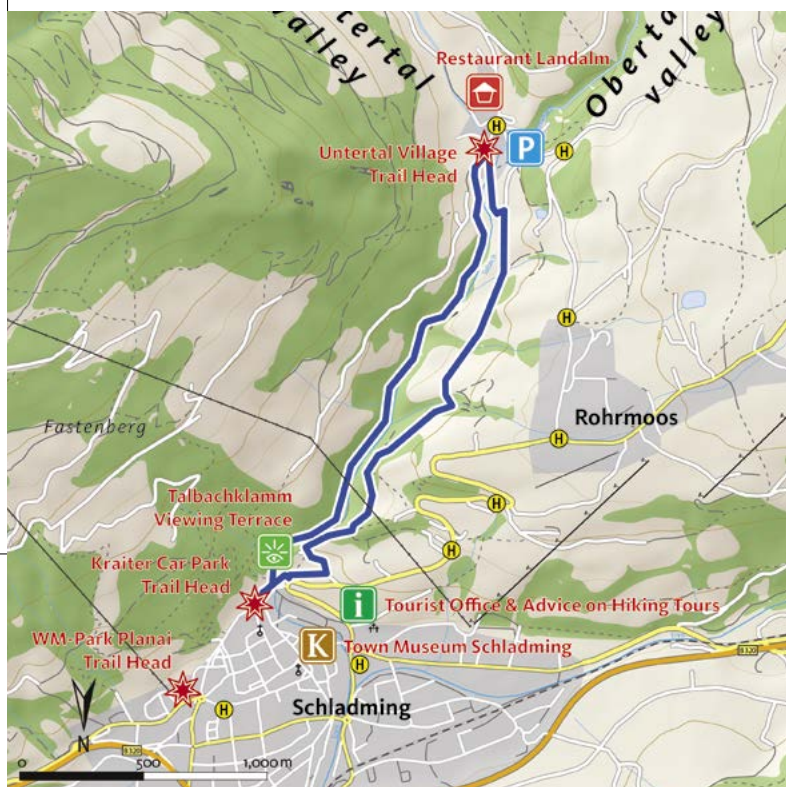 tertal
valley
Oberta
valley
Restaurant Landalm
H
Untertal Village
Trail Head
P
H
H
Rohrmoos
H
Fastenberg
Talbachklamm
Viewing Terrace
H
H
Kraiter Car Park
Trail Head
i
Tourist Office & Advice on Hiking Tours
WM-Park Planai
Trail Head
K
Town Museum Schladming
H
B320
H
Schladming
N
B320
0 500 1,000 m